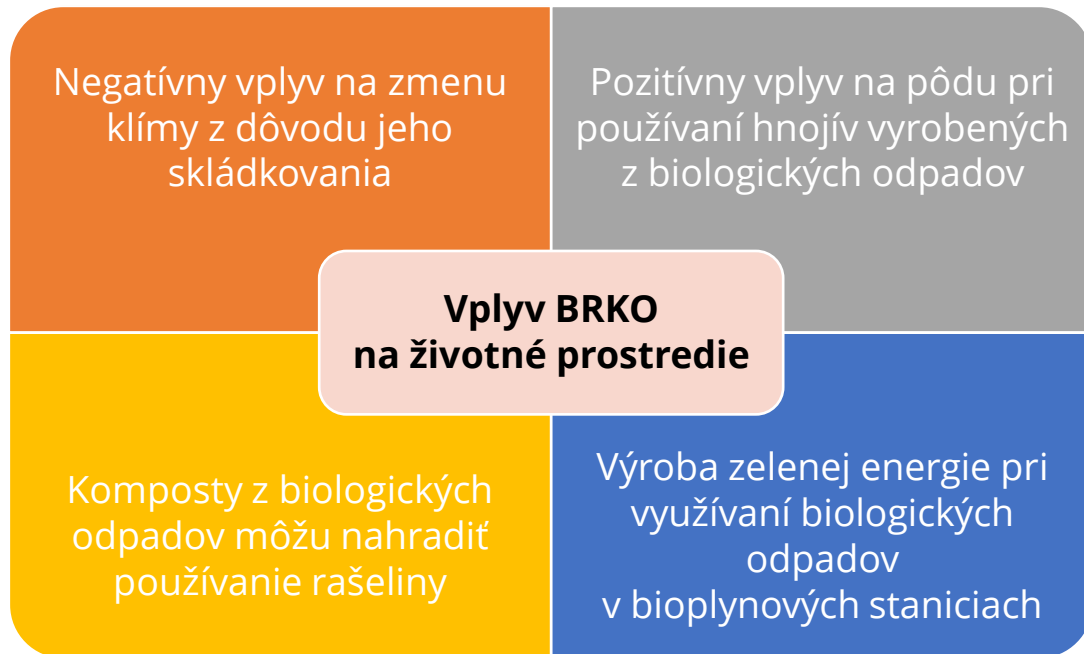 Negatívny vplyv na zmenu
klímy z dôvodu jeho
skládkovania
Pozitívny vplyv na pôdu pri
používaní hnojív vyrobených
z biologických odpadov
Vplyv BRKO
na životné prostredie
Komposty z biologických
odpadov môžu nahradiť
používanie rašeliny
Výroba zelenej energie pri
využívaní biologických
odpadov
v bioplynových staniciach